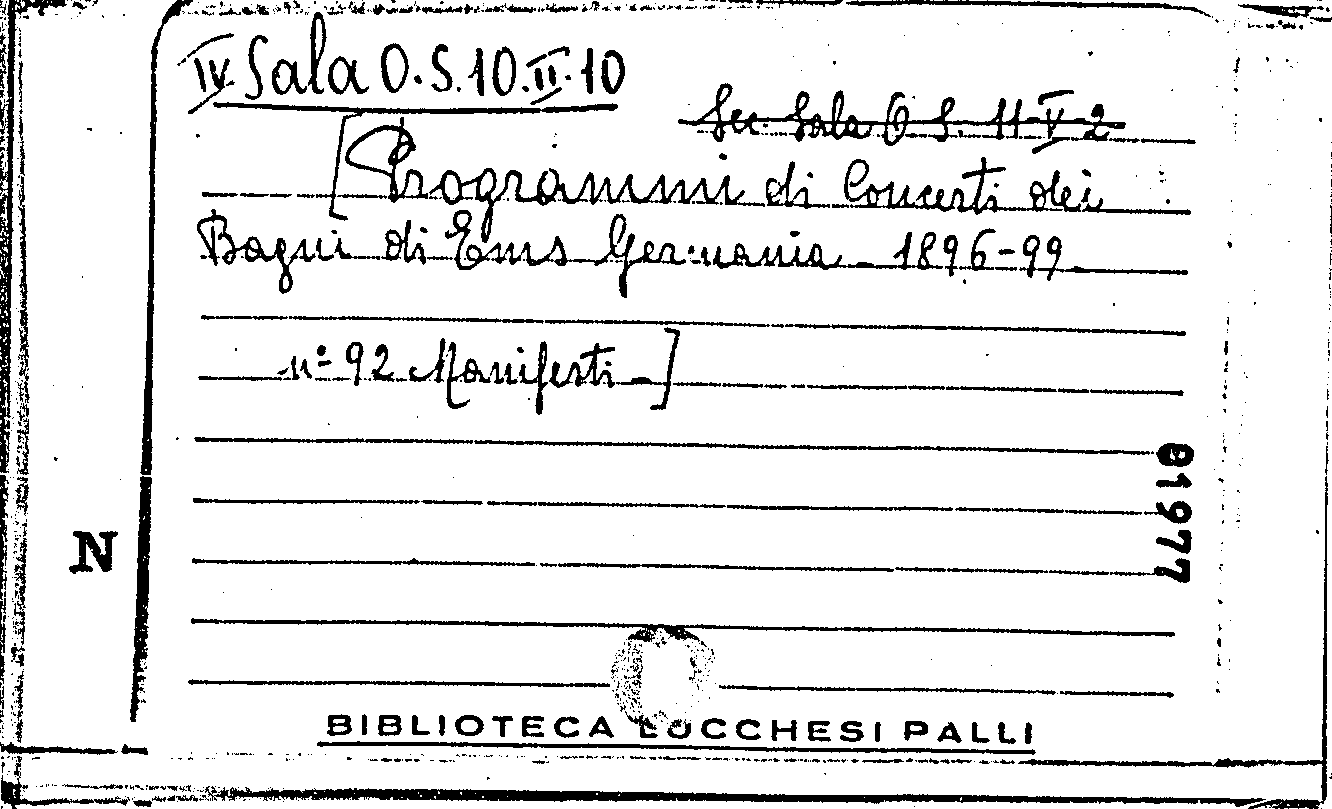 IV Sala O.S.10.II.10
Sec. Sala O S. 11-V-2
[Programmi di Concerti dei
Bagni di Ems Germania - 1896-99-
nº 92 Manifesti -]
81977
N
BIBLIOTECA LUCCHESI PALLI